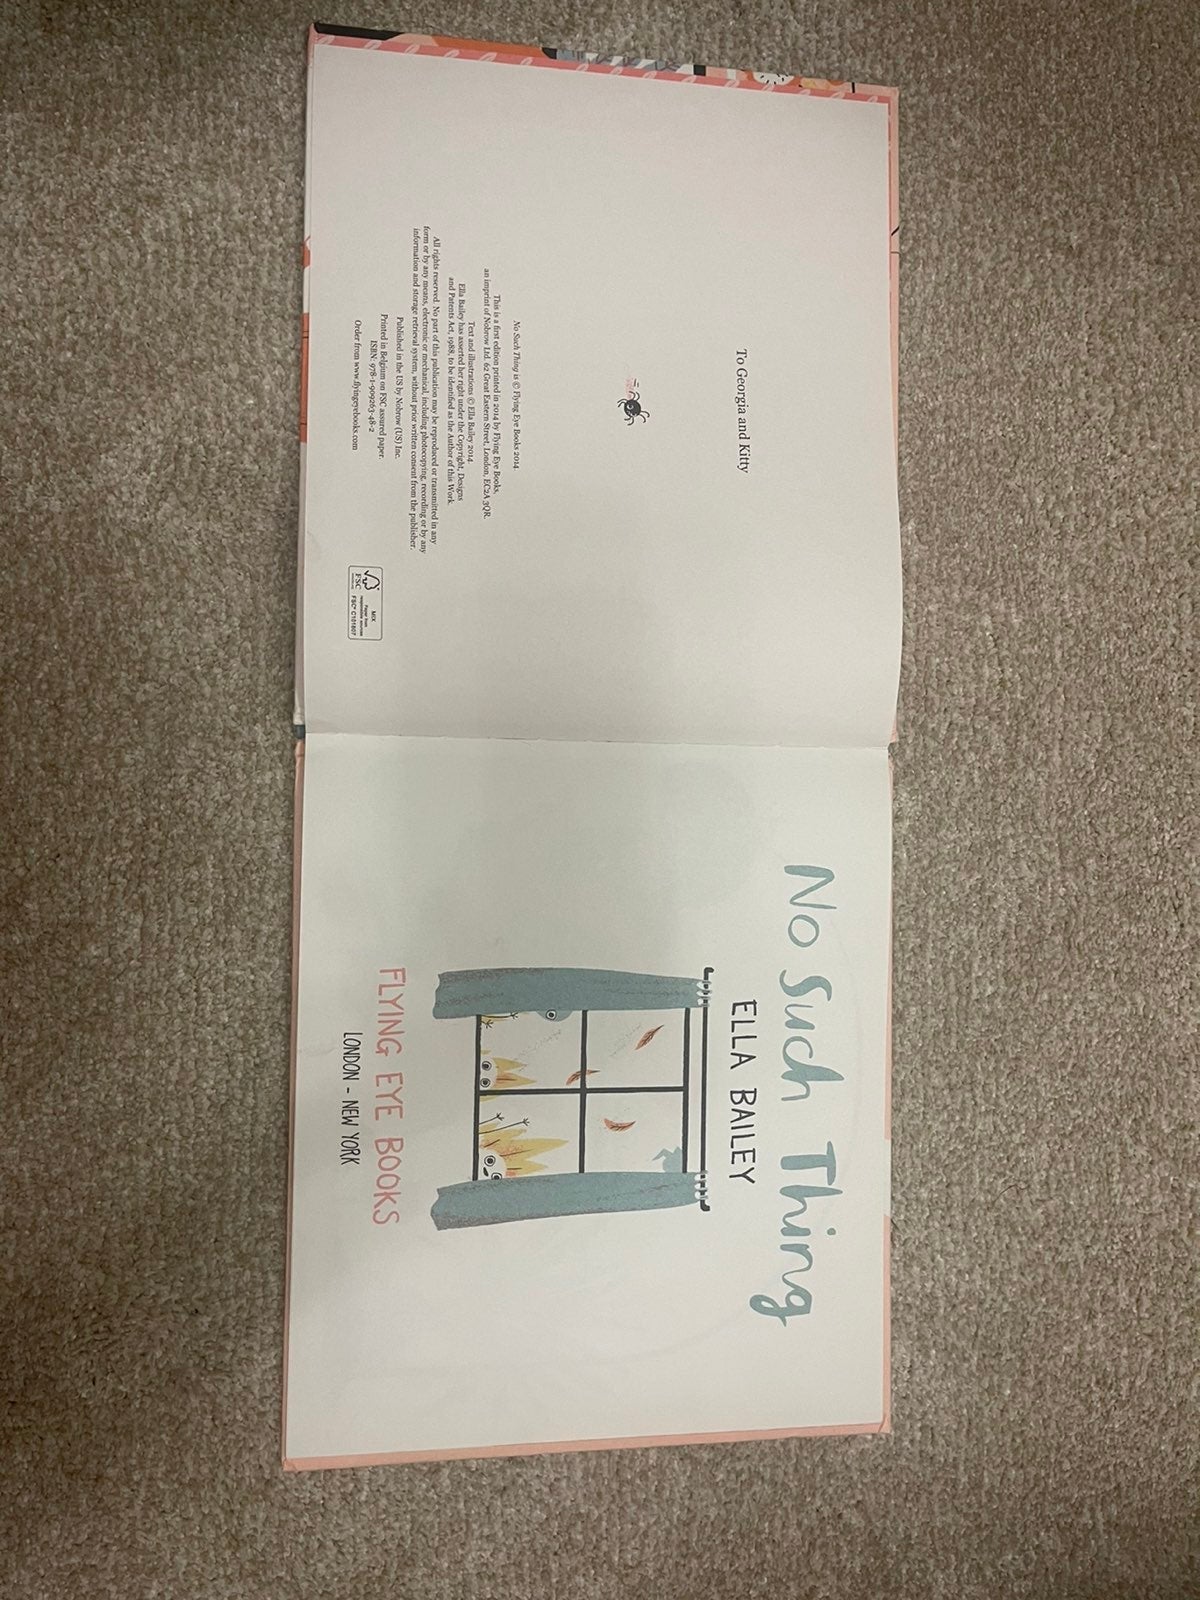 To Georgia and Kitty
No Such Thing is © Flying Eye Books 2014
This is a first edition printed in 2014 by Flying Eye Books,
an imprint of Nobrow Ltd. 62 Great Eastern Street, London, EC2A 3QR.
Text and illustrations © Ella Bailey 2014.
Ella Bailey has asserted her right under the Copyright, Designs
and Patents Act, 1988, to be identified as the Author of this Work.
All rights reserved. No part of this publication may be reproduced or transmitted in any
form or by any means, electronic or mechanical, including photocopying, recording or by any
information and storage retrieval system, without prior written consent from the publisher.
Published in the US by Nobrow (US) Inc.
Printed in Belgium on FSC assured paper.
ISBN: 978-1-909263-48-2
Order from www.flyingeyebooks.com
FSC
MIX
Paper from
responsible sources
FSC® C101807
No Such Thing
ELLA BAILEY
FLYING EYE BOOKS
LONDON - NEW YORK